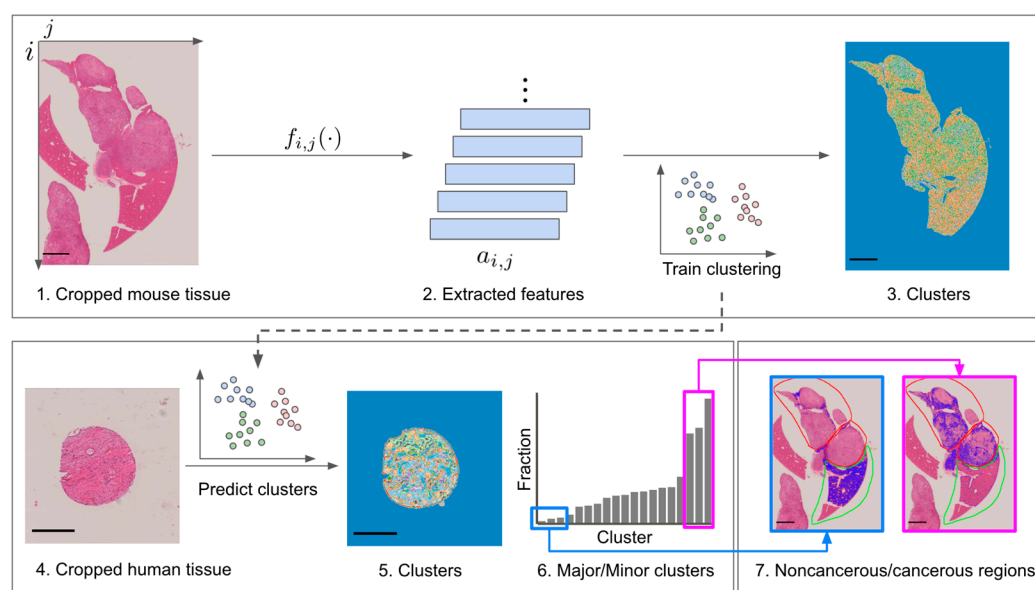 j
i
f_{i,j}(·)
a_{i,j}
Train clustering
1. Cropped mouse tissue
2. Extracted features
3. Clusters
Predict clusters
Fraction
Cluster
4. Cropped human tissue
5. Clusters
6. Major/Minor clusters
7. Noncancerous/cancerous regions